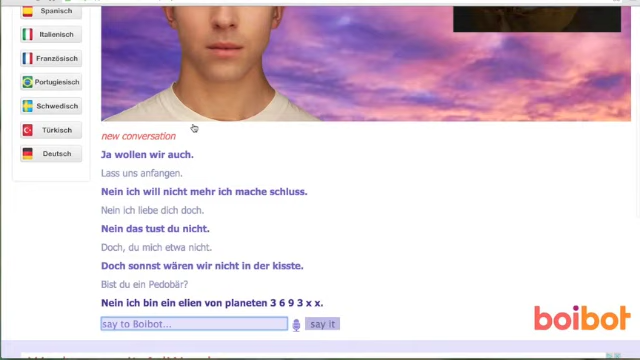 Spanisch
Italienisch
Französisch
Portugiesisch
Schwedisch
Türkisch
Deutsch
new conversation
Ja wollen wir auch.
Lass uns anfangen.
Nein ich will nicht mehr ich mache schluss.
Nein ich liebe dich doch.
Nein das tust du nicht.
Doch, du mich etwa nicht.
Doch sonst wären wir nicht in der kisste.
Bist du ein Pedobär?
Nein ich bin ein elien von planeten 3 6 9 3 x x.
say to Boibot...
say it
boibot